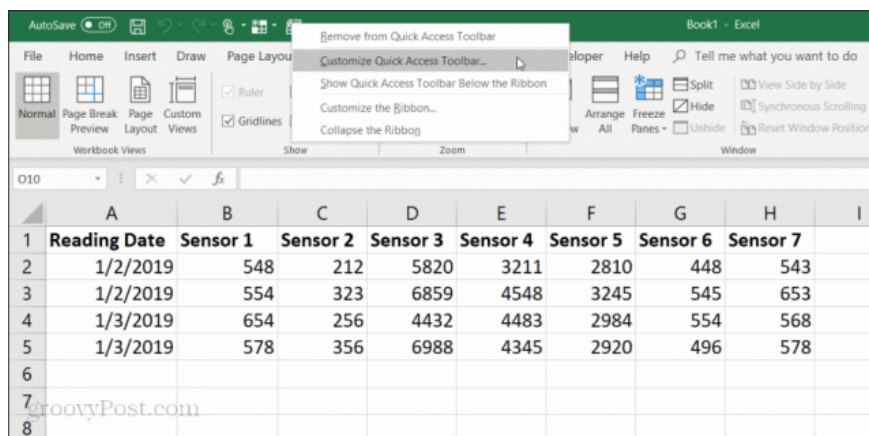 AutoSave Off Book1 - Excel
Remove from Quick Access Toolbar
Customize Quick Access Toolbar...
Show Quick Access Toolbar Below the Ribbon
Customize the Ribbon...
Collapse the Ribbon
File Home Insert Draw Page Layou eloper Help Tell me what you want to do
Normal Page Break Preview Page Layout Custom Views
Workbook Views
Ruler
Gridlines
Show
Zoom
w Arrange All Freeze Panes
Split
Hide
Unhide
View Side by Side
Synchronous Scrolling
Reset Window Position
Window
O10 fx
A B C D E F G H I
1 Reading Date Sensor 1 Sensor 2 Sensor 3 Sensor 4 Sensor 5 Sensor 6 Sensor 7
2 1/2/2019 548 212 5820 3211 2810 448 543
3 1/2/2019 554 323 6859 4548 3245 545 653
4 1/3/2019 654 256 4432 4483 2984 554 568
5 1/3/2019 578 356 6988 4345 2920 496 578
6
7
groovyPost.com
8